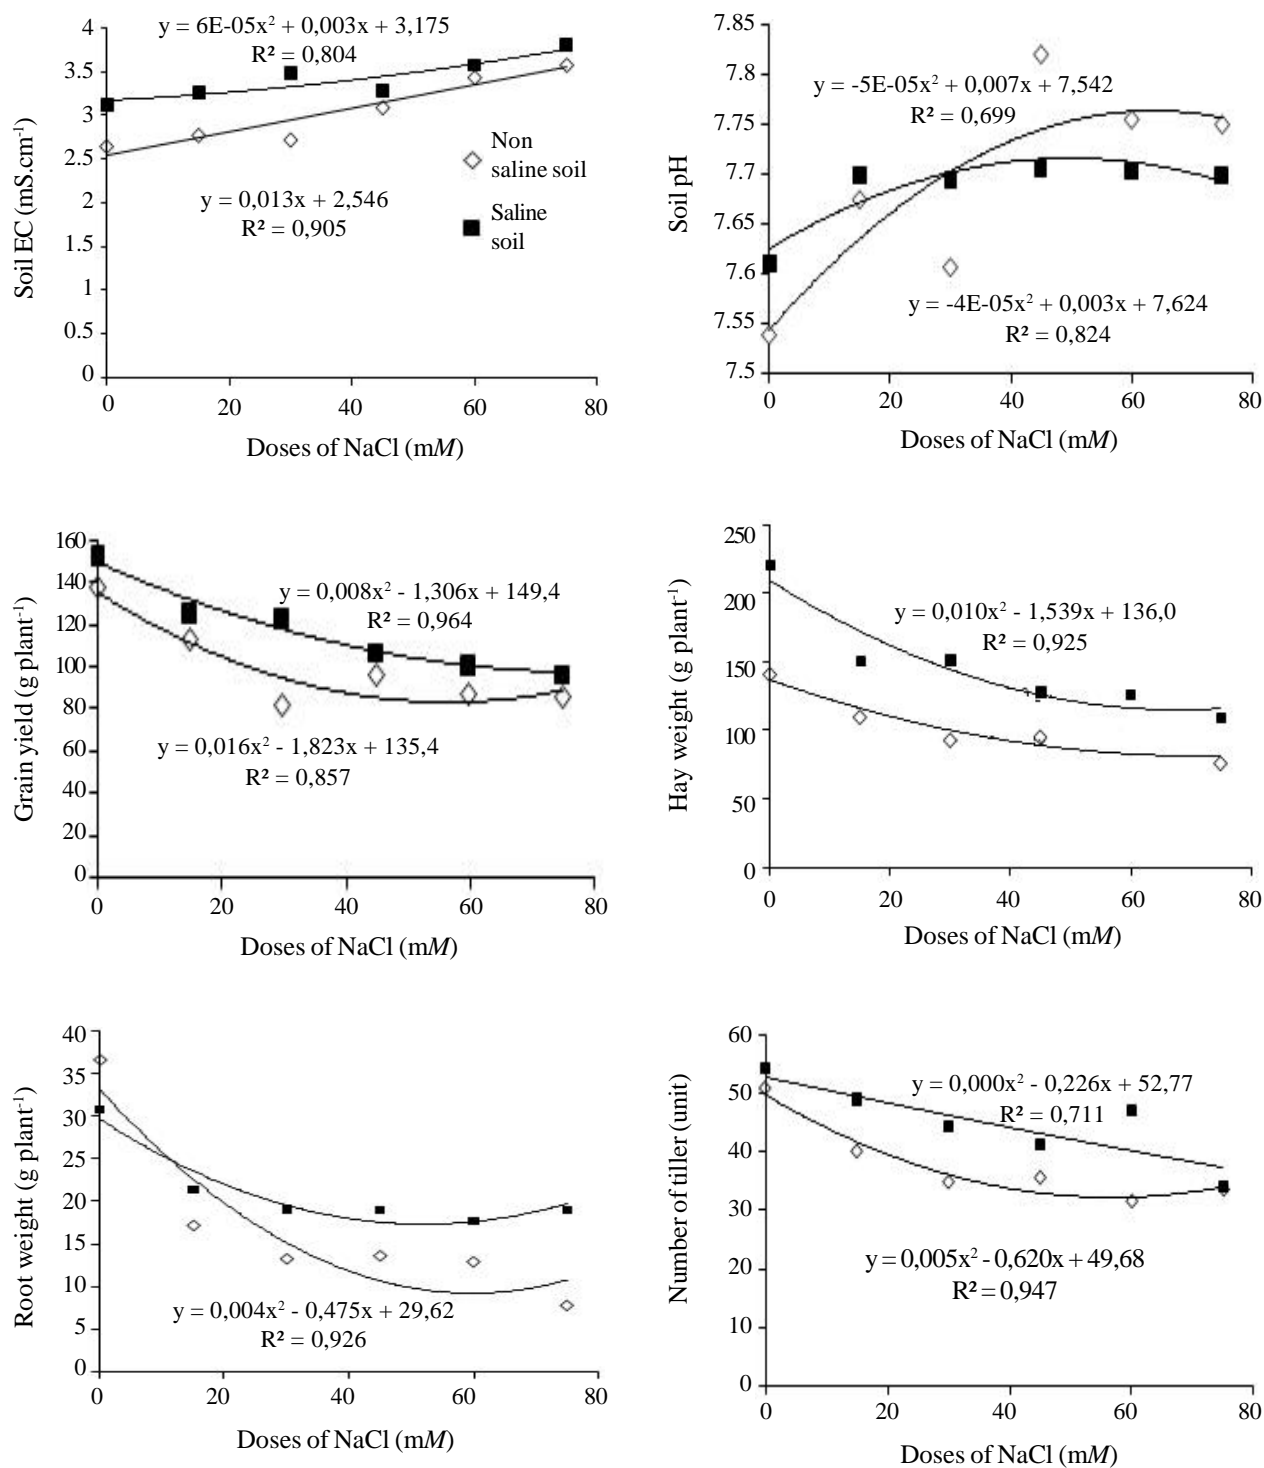 y = 6E-05x² + 0,003x + 3,175
R² = 0,804
4
3.5
3
2.5
2
1.5
1
0.5
0
Soil EC (mS.cm⁻¹)
Non
saline soil
y = 0,013x + 2,546
R² = 0,905
Saline
soil
0 20 40 60 80
Doses of NaCl (mM)
7.85
7.8
7.75
7.7
7.65
7.6
7.55
7.5
Soil pH
y = -5E-05x² + 0,007x + 7,542
R² = 0,699
y = -4E-05x² + 0,003x + 7,624
R² = 0,824
0 20 40 60 80
Doses of NaCl (mM)
160
140
120
100
80
60
40
20
0
Grain yield (g plant⁻¹)
y = 0,008x² - 1,306x + 149,4
R² = 0,964
y = 0,016x² - 1,823x + 135,4
R² = 0,857
0 20 40 60 80
Doses of NaCl (mM)
250
200
150
100
50
0
Hay weight (g plant⁻¹)
y = 0,010x² - 1,539x + 136,0
R² = 0,925
0 20 40 60 80
Doses of NaCl (mM)
40
35
30
25
20
15
10
5
0
Root weight (g plant⁻¹)
y = 0,004x² - 0,475x + 29,62
R² = 0,926
0 20 40 60 80
Doses of NaCl (mM)
60
50
40
30
20
10
0
Number of tiller (unit)
y = 0,000x² - 0,226x + 52,77
R² = 0,711
y = 0,005x² - 0,620x + 49,68
R² = 0,947
0 20 40 60 80
Doses of NaCl (mM)